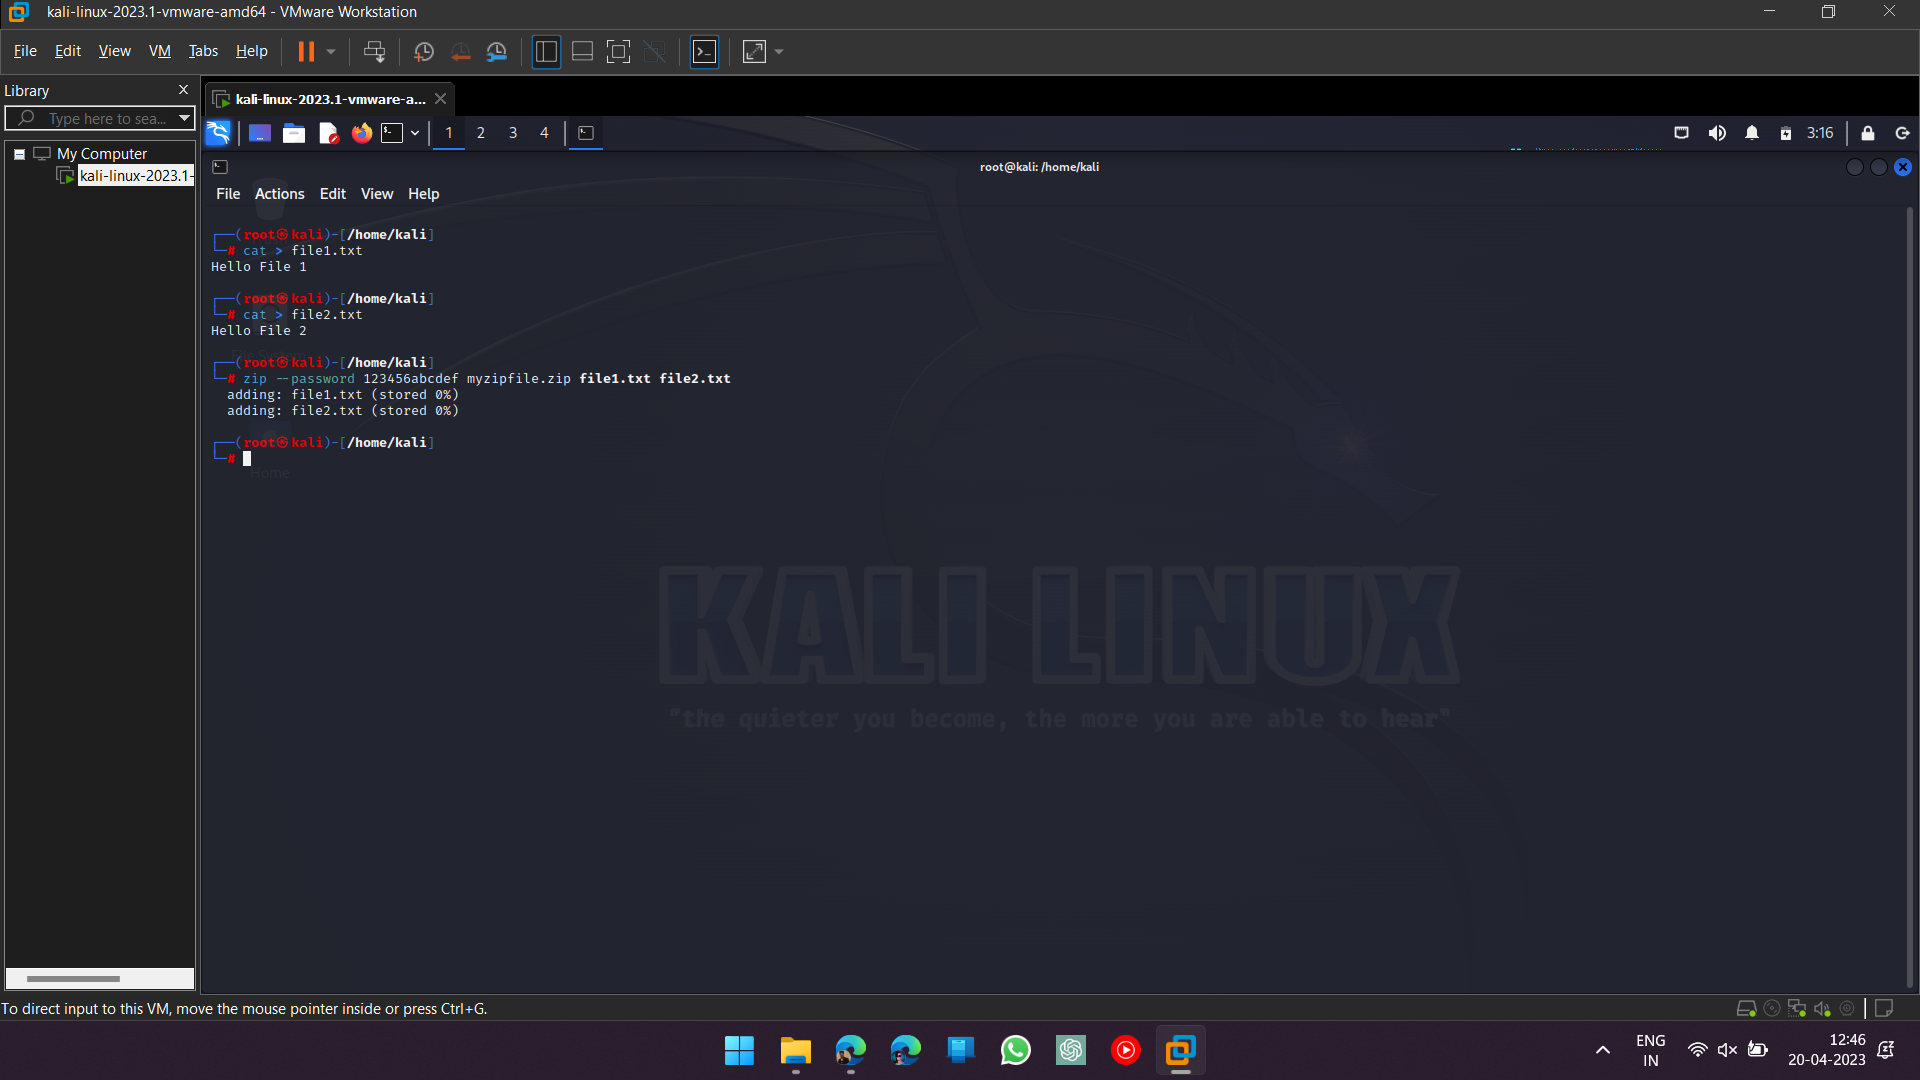 kali-linux-2023.1-vmware-amd64 - VMware Workstation
File Edit View VM Tabs Help
Library
kali-linux-2023.1-vmware-a...
Type here to sea...
1 2 3 4
3:16
My Computer
kali-linux-2023.1-
root@kali: /home/kali
File Actions Edit View Help
┌──(root㉿kali)-[/home/kali]
└─# cat > file1.txt
Hello File 1
┌──(root㉿kali)-[/home/kali]
└─# cat > file2.txt
Hello File 2
┌──(root㉿kali)-[/home/kali]
└─# zip --password 123456abcdef myzipfile.zip file1.txt file2.txt
adding: file1.txt (stored 0%)
adding: file2.txt (stored 0%)
┌──(root㉿kali)-[/home/kali]
└─#
Home
KALI LINUX
"the quieter you become, the more you are able to hear"
To direct input to this VM, move the mouse pointer inside or press Ctrl+G.
ENG
IN
12:46
20-04-2023